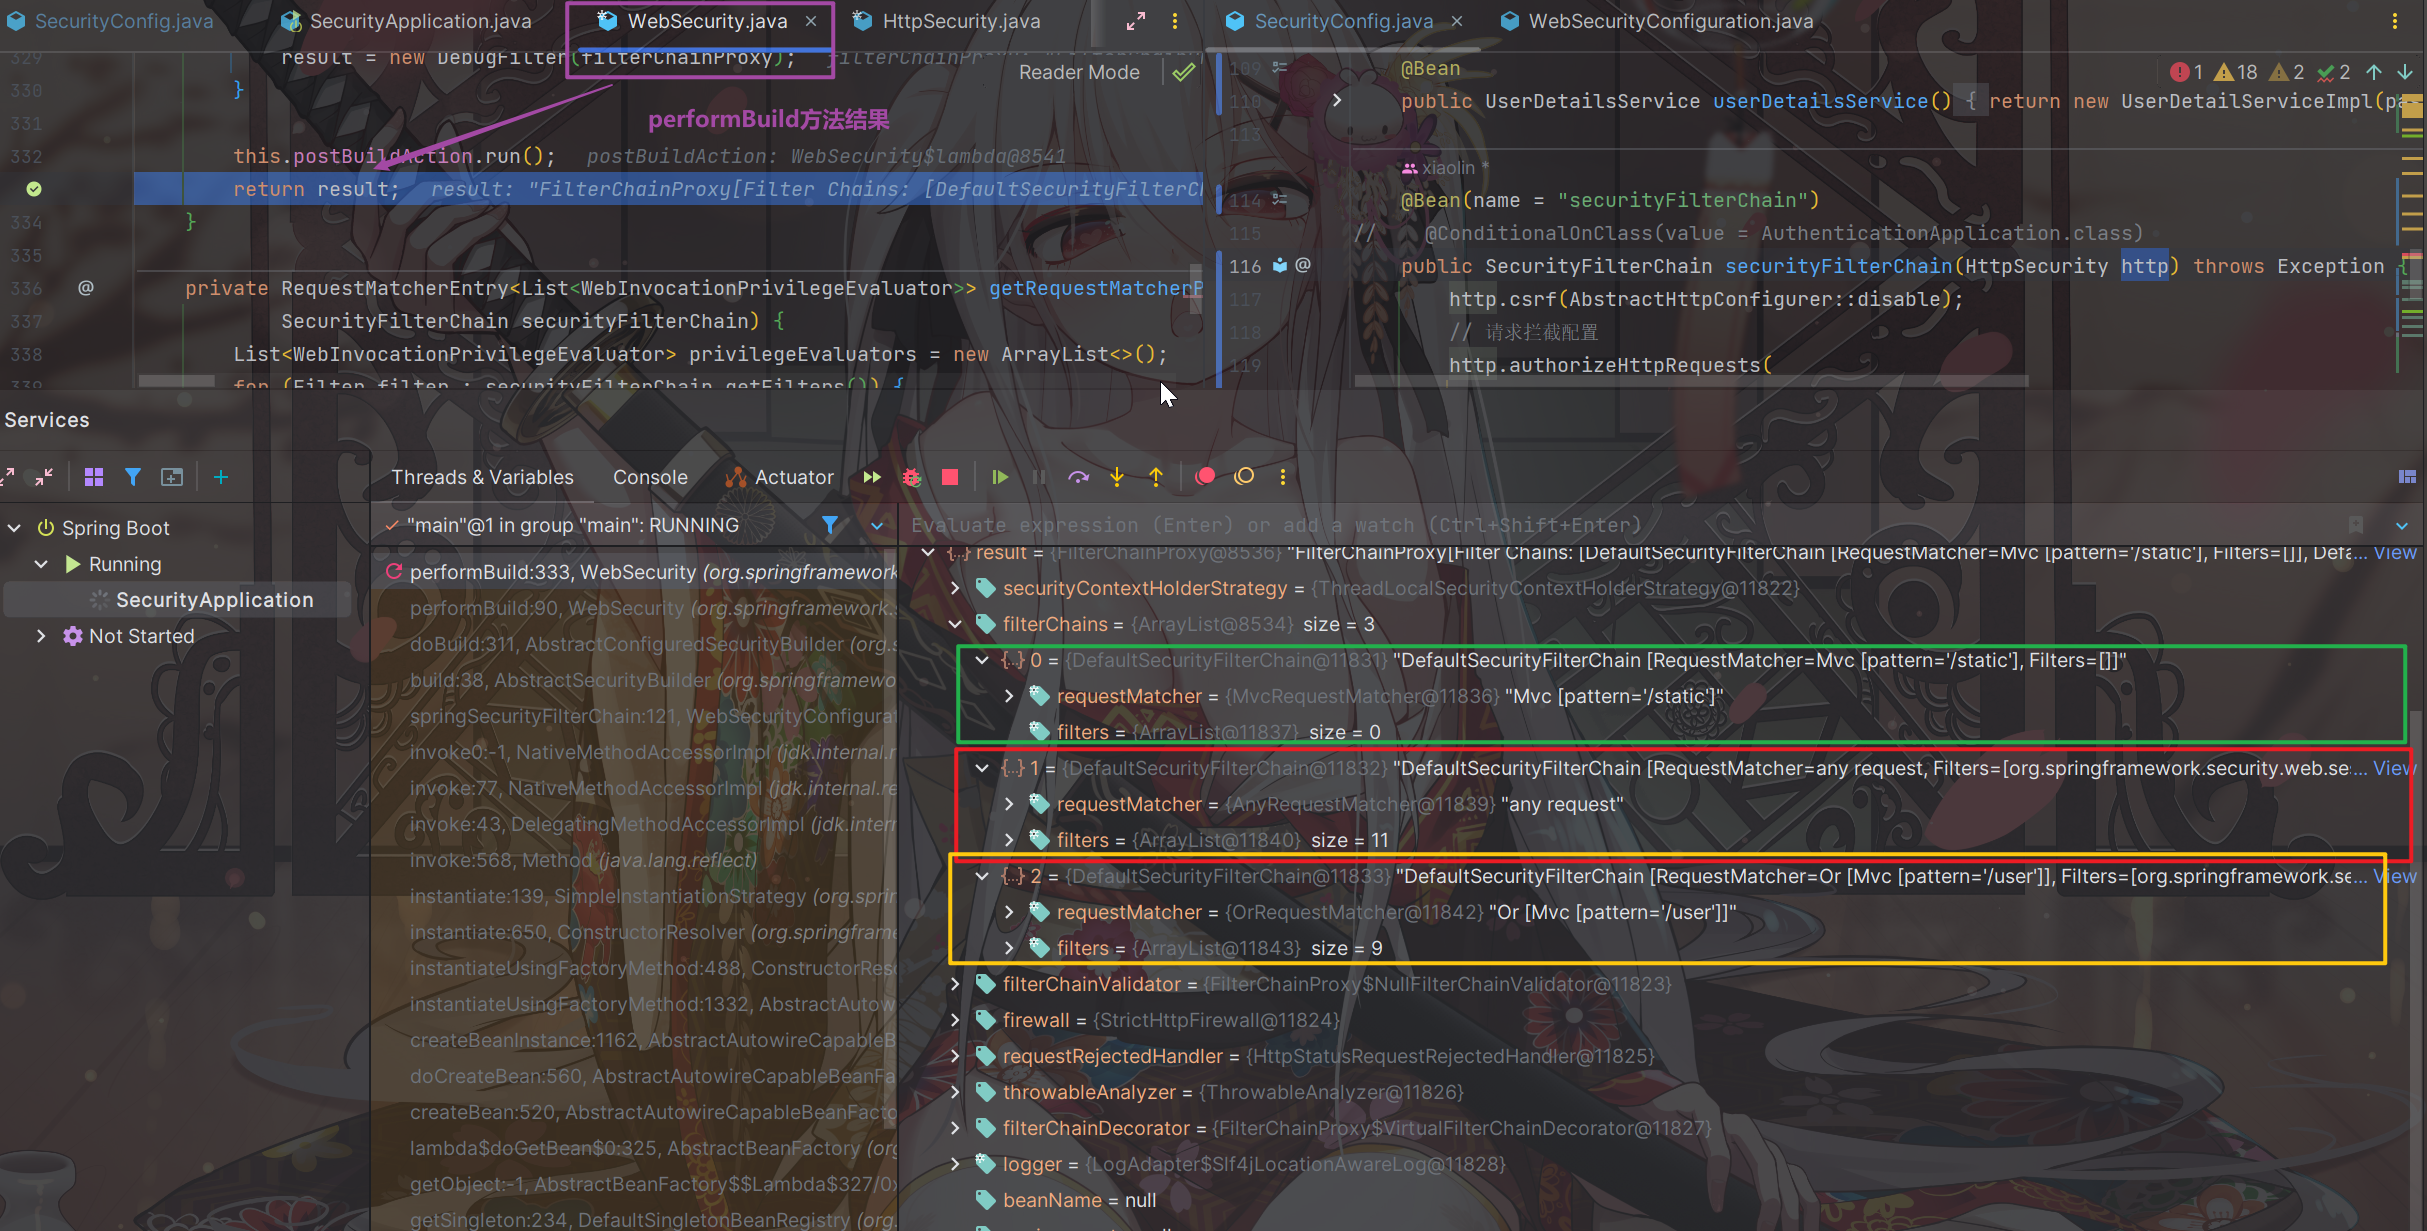 SecurityConfig.java SecurityApplication.java WebSecurity.java HttpSecurity.java
329 result = new DebugFilter(filterChainProxy); filterChainPr
Reader Mode
330 }
331
performBuild方法结果
332 this.postBuildAction.run(); postBuildAction: WebSecurity$lambda@8541
return result; result: "FilterChainProxy[Filter Chains: [DefaultSecurityFilterCh
334 }
335
336 @ private RequestMatcherEntry<List<WebInvocationPrivilegeEvaluator>> getRequestMatcherP
337 SecurityFilterChain securityFilterChain) {
338 List<WebInvocationPrivilegeEvaluator> privilegeEvaluators = new ArrayList<>();
339 for (Filter filter : securityFilterChain.getFilters()) {
SecurityConfig.java WebSecurityConfiguration.java
109 @Bean
1 18 2 2
110 public UserDetailsService userDetailsService() { return new UserDetailServiceImpl(pa
113
xiaolin *
114 @Bean(name = "securityFilterChain")
115 // @ConditionalOnClass(value = AuthenticationApplication.class)
116 @ public SecurityFilterChain securityFilterChain(HttpSecurity http) throws Exception {
117 http.csrf(AbstractHttpConfigurer::disable);
118 // 请求拦截配置
119 http.authorizeHttpRequests(
Services
Threads & Variables Console Actuator
Spring Boot
Running
SecurityApplication
Not Started
"main"@1 in group "main": RUNNING
performBuild:333, WebSecurity (org.springframework
performBuild:90, WebSecurity (org.springframework.
doBuild:311, AbstractConfiguredSecurityBuilder (org.s
build:38, AbstractSecurityBuilder (org.springframewo
springSecurityFilterChain:121, WebSecurityConfigurat
invoke0:-1, NativeMethodAccessorImpl (jdk.internal.r
invoke:77, NativeMethodAccessorImpl (jdk.internal.re
invoke:43, DelegatingMethodAccessorImpl (jdk.intern
invoke:568, Method (java.lang.reflect)
instantiate:139, SimpleInstantiationStrategy (org.sprin
instantiate:650, ConstructorResolver (org.springfram
instantiateUsingFactoryMethod:488, ConstructorReso
instantiateUsingFactoryMethod:1332, AbstractAutow
createBeanInstance:1162, AbstractAutowireCapableB
doCreateBean:560, AbstractAutowireCapableBeanFa
createBean:520, AbstractAutowireCapableBeanFacto
lambda$doGetBean$0:325, AbstractBeanFactory (org
getObject:-1, AbstractBeanFactory$$Lambda$327/0x
getSingleton:234, DefaultSingletonBeanRegistry (org.
Evaluate expression (Enter) or add a watch (Ctrl+Shift+Enter)
result = {FilterChainProxy@8536} "FilterChainProxy[Filter Chains: [DefaultSecurityFilterChain [RequestMatcher=Mvc [pattern='/static'], Filters=[]], Defa... View
securityContextHolderStrategy = {ThreadLocalSecurityContextHolderStrategy@11822}
filterChains = {ArrayList@8534} size = 3
0 = {DefaultSecurityFilterChain@11831} "DefaultSecurityFilterChain [RequestMatcher=Mvc [pattern='/static'], Filters=[]]"
requestMatcher = {MvcRequestMatcher@11836} "Mvc [pattern='/static']"
filters = {ArrayList@11837} size = 0
1 = {DefaultSecurityFilterChain@11832} "DefaultSecurityFilterChain [RequestMatcher=any request, Filters=[org.springframework.security.web.se... View
requestMatcher = {AnyRequestMatcher@11839} "any request"
filters = {ArrayList@11840} size = 11
2 = {DefaultSecurityFilterChain@11833} "DefaultSecurityFilterChain [RequestMatcher=Or [Mvc [pattern='/user']], Filters=[org.springframework.se... View
requestMatcher = {OrRequestMatcher@11842} "Or [Mvc [pattern='/user']]"
filters = {ArrayList@11843} size = 9
filterChainValidator = {FilterChainProxy$NullFilterChainValidator@11823}
firewall = {StrictHttpFirewall@11824}
requestRejectedHandler = {HttpStatusRequestRejectedHandler@11825}
throwableAnalyzer = {ThrowableAnalyzer@11826}
filterChainDecorator = {FilterChainProxy$VirtualFilterChainDecorator@11827}
logger = {LogAdapter$Slf4jLocationAwareLog@11828}
beanName = null